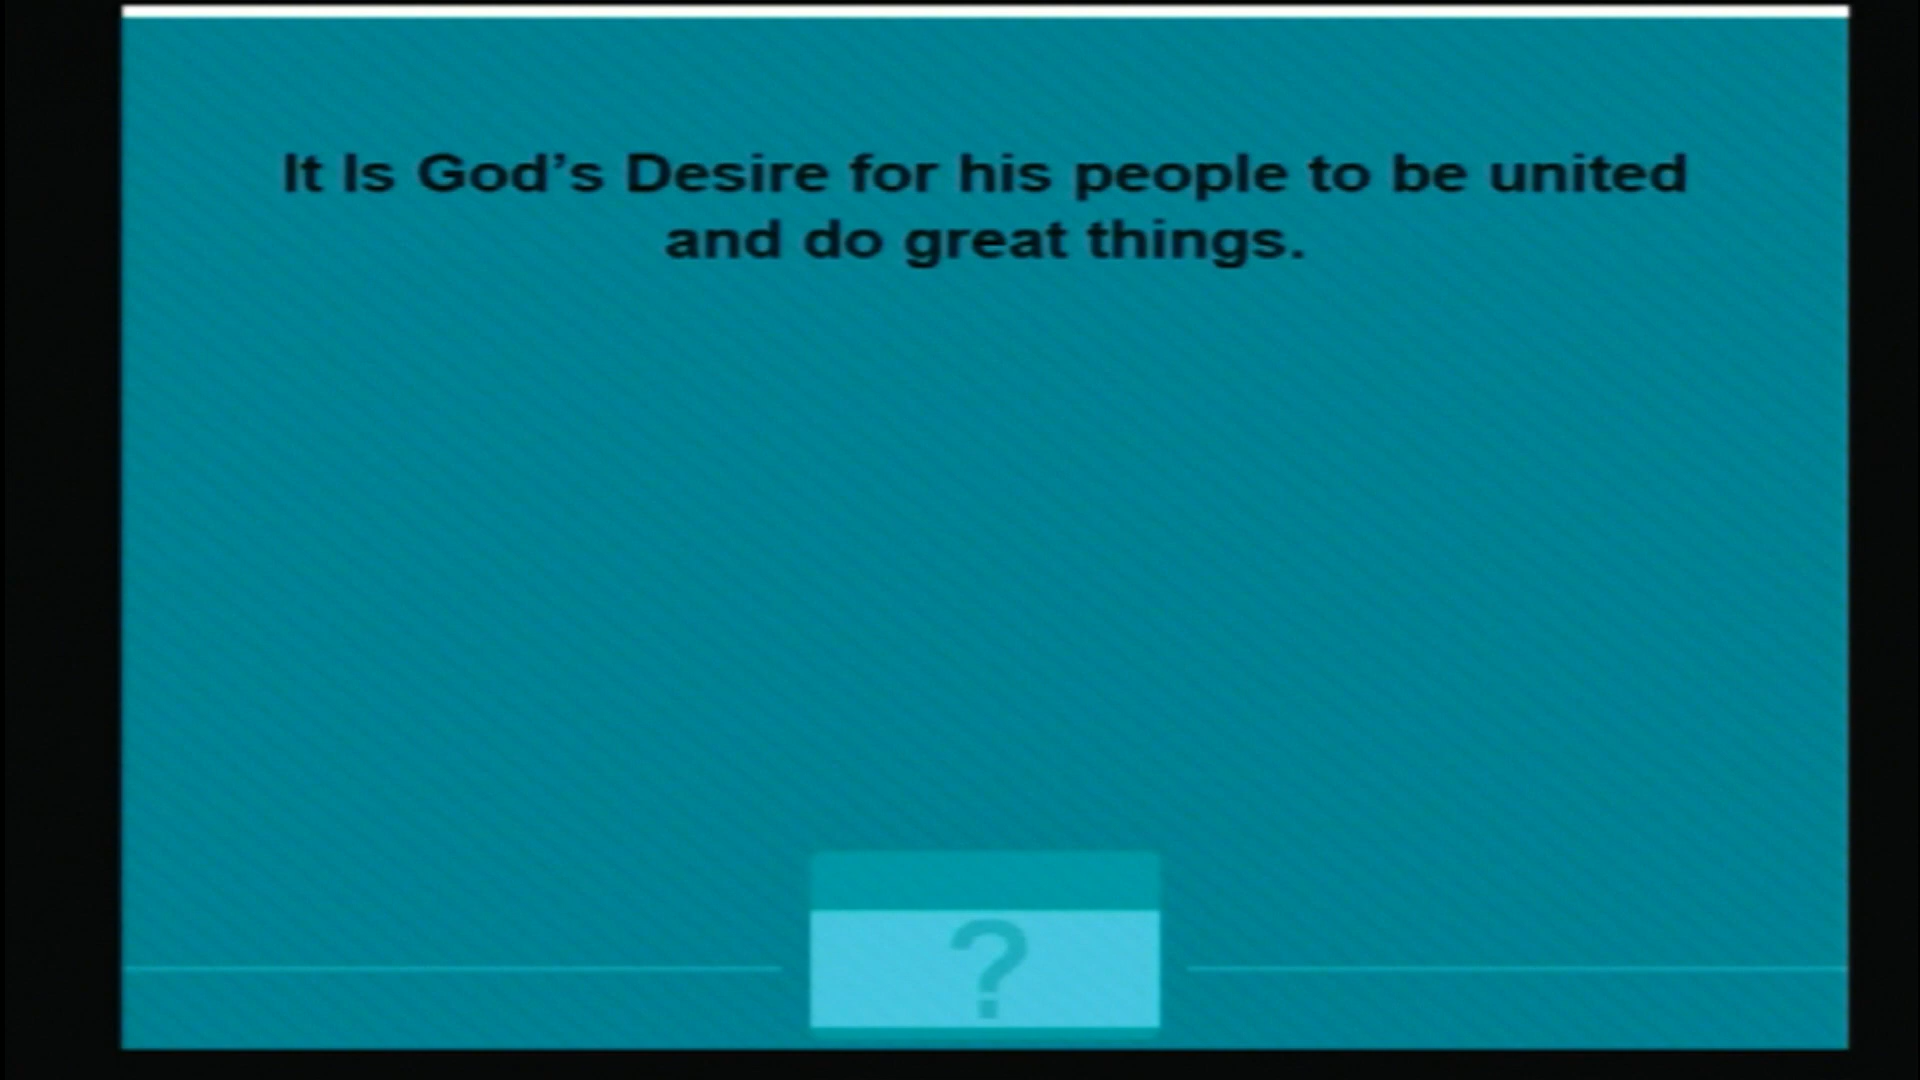 It Is God’s Desire for his people to be united
and do great things.
?